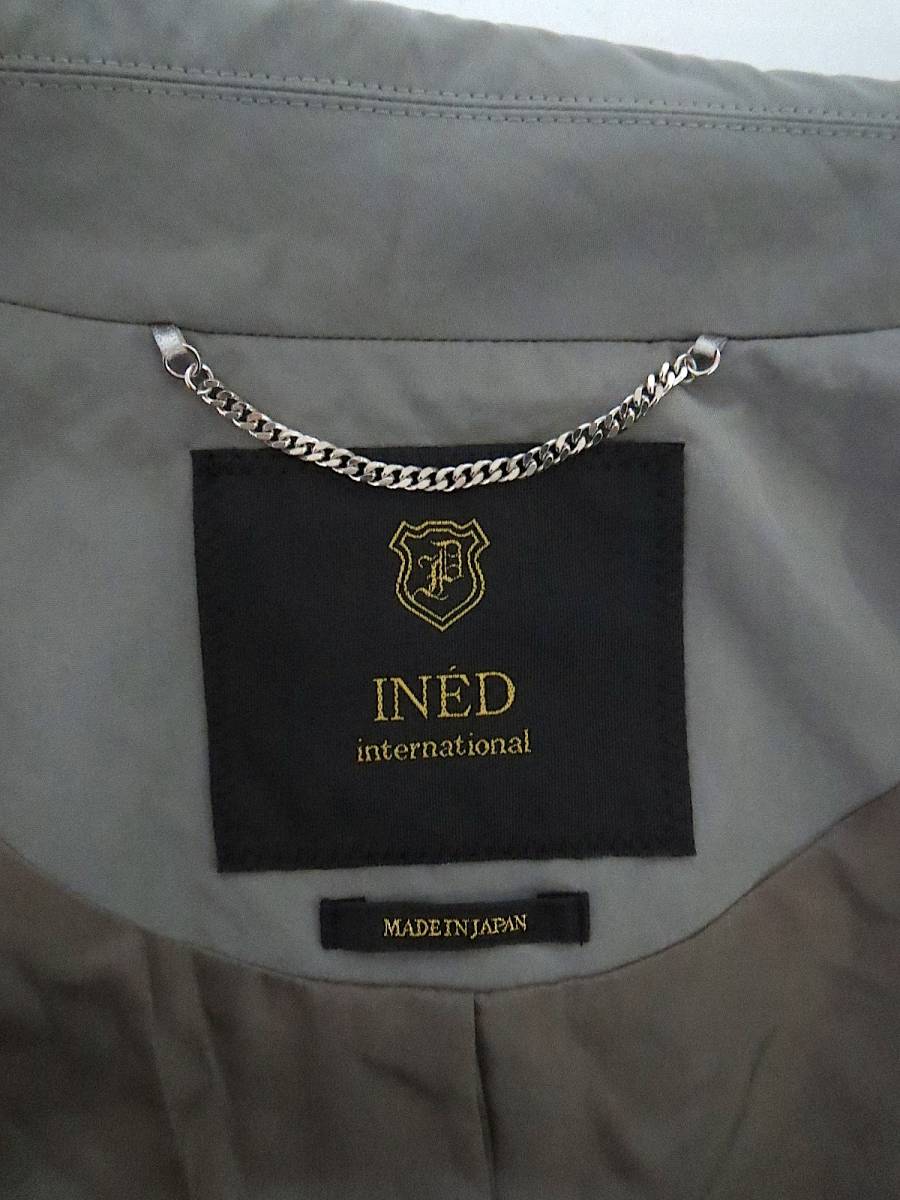 P
INÉD
international
MADE IN JAPAN